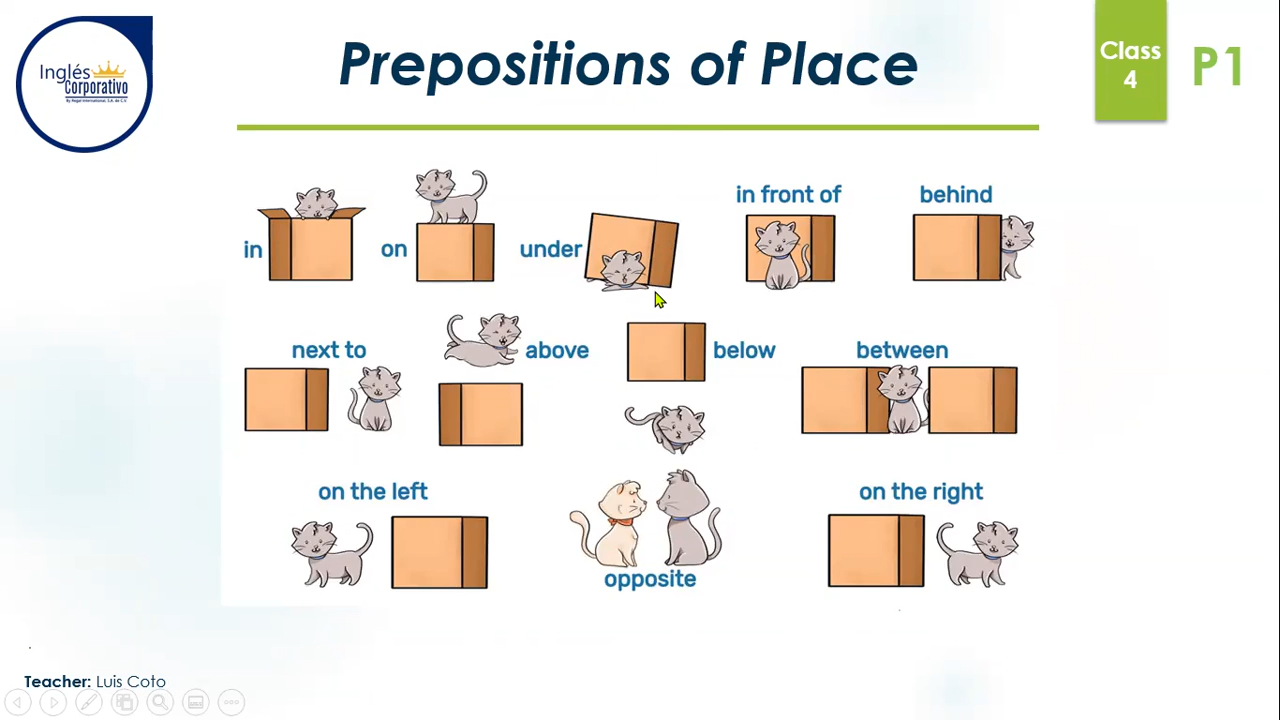 Inglés
Corporativo
By Regal International, S.A. de C.V.
Prepositions of Place
Class
4
P1
in
on
under
in front of
behind
next to
above
below
between
on the left
opposite
on the right
Teacher: Luis Coto